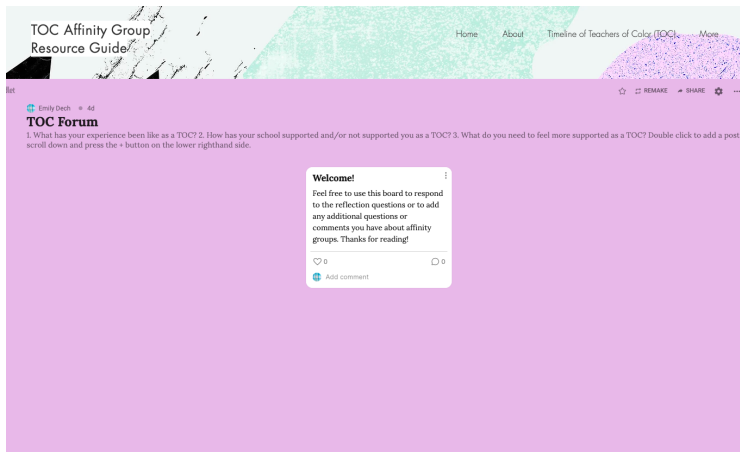 TOC Affinity Group
Resource Guide
Home About Timeline of Teachers of Color (TOC) More
llet
REMAKE SHARE
Emily Dech 4d
TOC Forum
1. What has your experience been like as a TOC? 2. How has your school supported and/or not supported you as a TOC? 3. What do you need to feel more supported as a TOC? Double click to add a post
scroll down and press the + button on the lower righthand side.
Welcome!
Feel free to use this board to respond
to the reflection questions or to add
any additional questions or
comments you have about affinity
groups. Thanks for reading!
0 0
Add comment